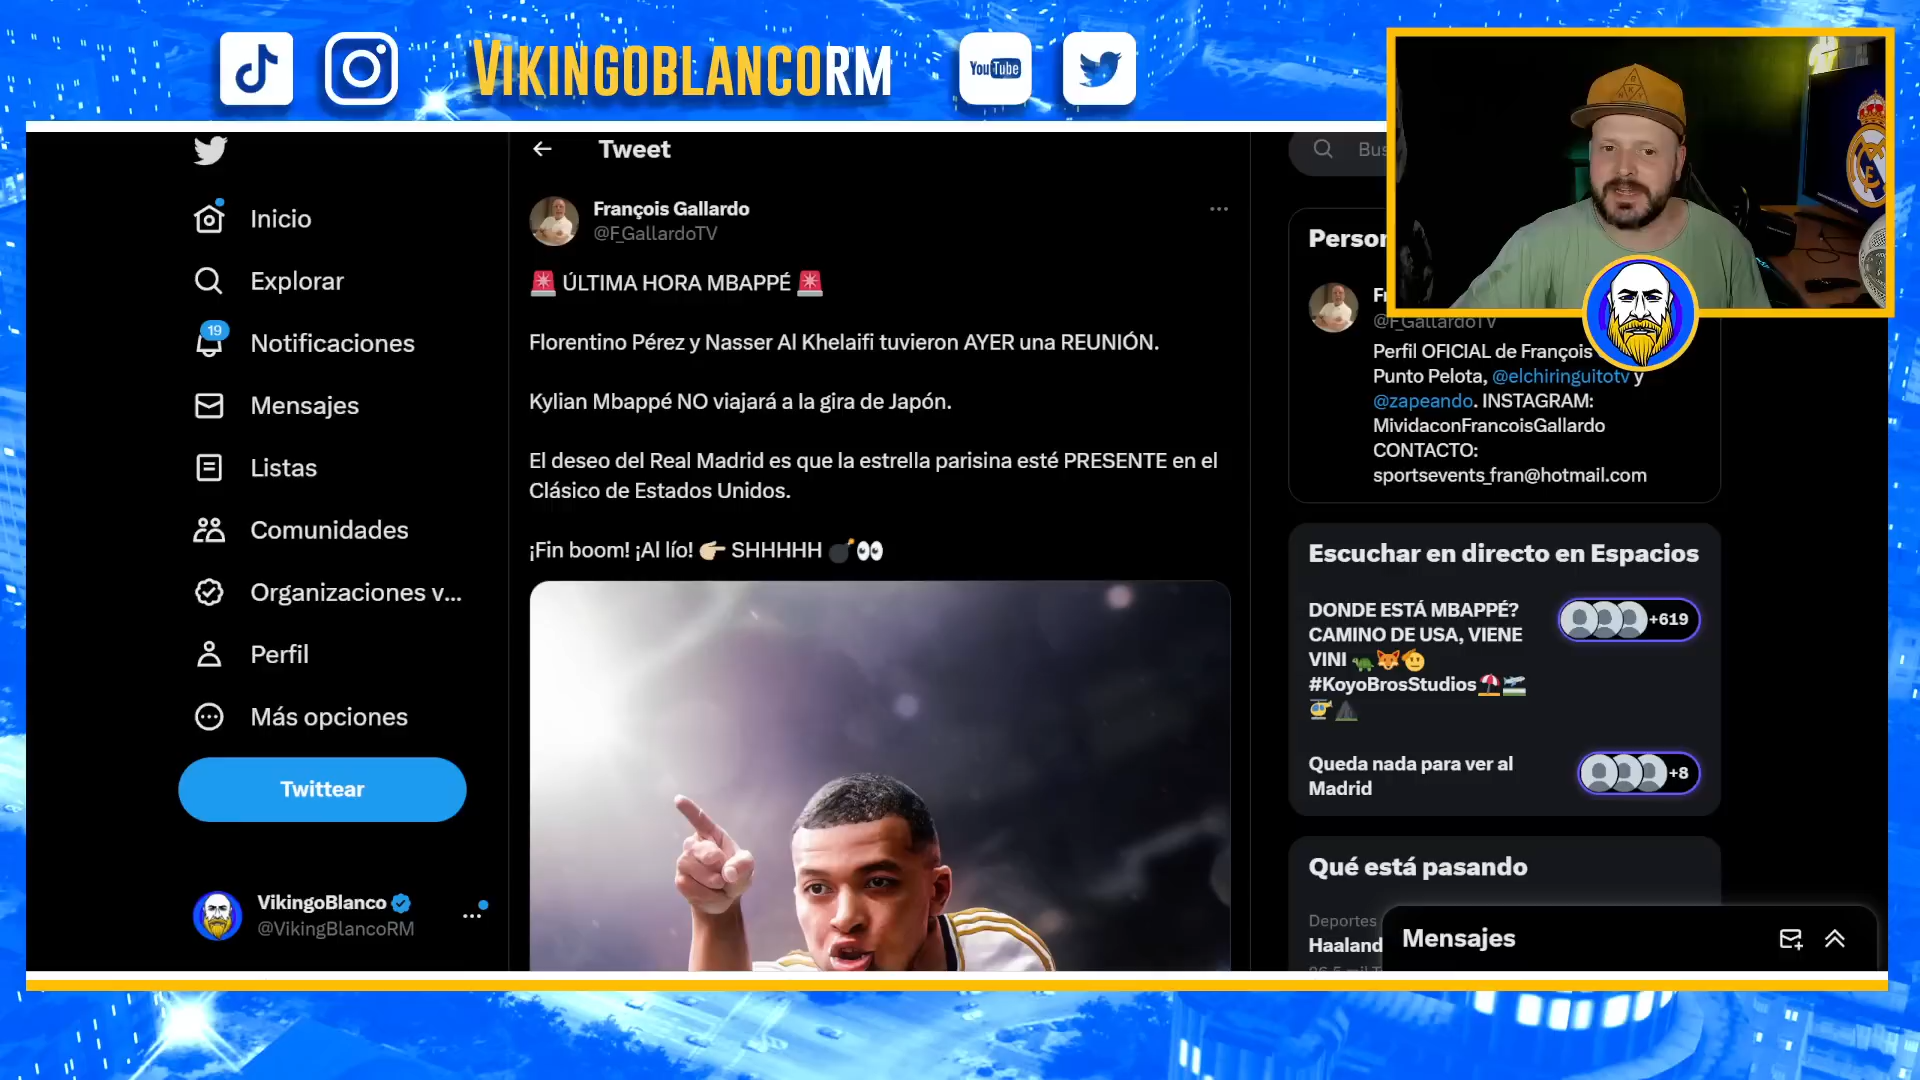 VIKINGOBLANCORM
YouTube
Tweet
Inicio
Explorar
19
Notificaciones
Mensajes
Listas
Comunidades
Organizaciones v...
Perfil
Más opciones
Twittear
VikingoBlanco
@VikingBlancoRM
François Gallardo
@F_GallardoTV
🚨 ÚLTIMA HORA MBAPPÉ 🚨
Florentino Pérez y Nasser Al Khelaifi tuvieron AYER una REUNIÓN.
Kylian Mbappé NO viajará a la gira de Japón.
El deseo del Real Madrid es que la estrella parisina esté PRESENTE en el
Clásico de Estados Unidos.
¡Fin boom! ¡Al lío! 👉🏼 SHHHHH 💣👀
Bus
Person
F
@F_GallardoTV
Perfil OFICIAL de François
Punto Pelota, @elchiringuitotv y
@zapeando. INSTAGRAM:
MividaconFrancoisGallardo
CONTACTO:
sportsevents_fran@hotmail.com
Escuchar en directo en Espacios
DONDE ESTÁ MBAPPÉ?
CAMINO DE USA, VIENE
VINI 🐢🦊🫡
#KoyoBrosStudios⛱️🛫
🚁
+619
Queda nada para ver al
Madrid
+8
Qué está pasando
Deportes
Haaland
Mensajes